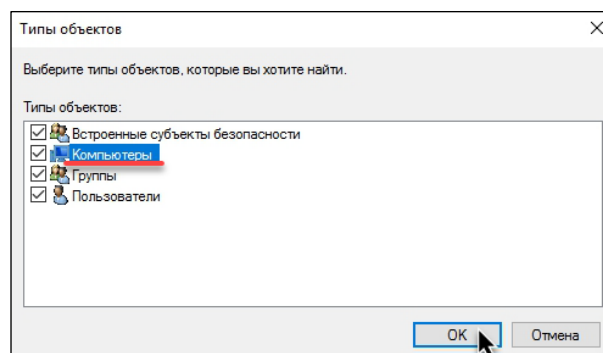 Типы объектов
Выберите типы объектов, которые вы хотите найти.
Типы объектов:
Встроенные субъекты безопасности
Компьютеры
Группы
Пользователи
OK Отмена